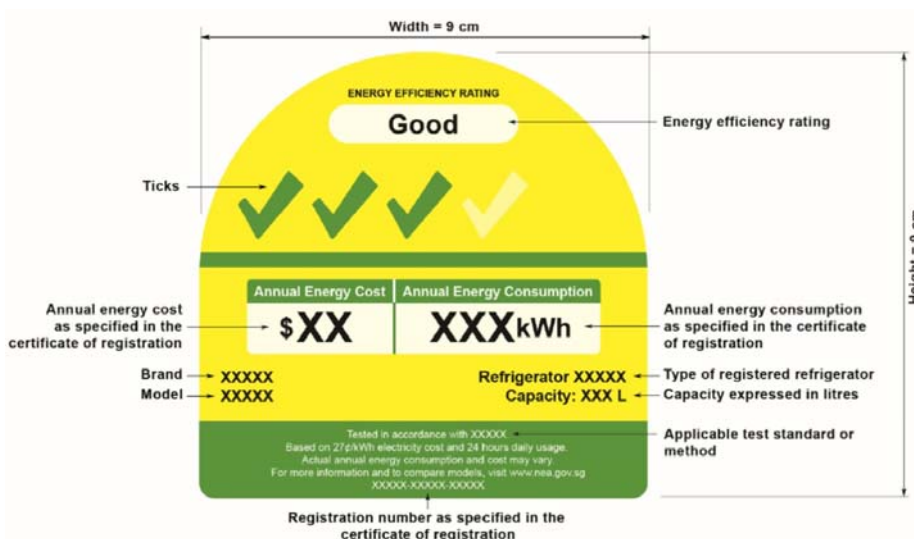 Width = 9 cm
ENERGY EFFICIENCY RATING
Good
Energy efficiency rating
Ticks
Annual Energy Cost
Annual Energy Consumption
$XX
XXXkWh
Annual energy cost
as specified in the
certificate of registration
Annual energy consumption
as specified in the certificate
of registration
Brand
XXXXX
Refrigerator XXXXX
Type of registered refrigerator
Model
XXXXX
Capacity: XXX L
Capacity expressed in litres
Tested in accordance with XXXXX
Based on 27¢/kWh electricity cost and 24 hours daily usage.
Actual annual energy consumption and cost may vary.
For more information and to compare models, visit www.nea.gov.sg
XXXXX-XXXXX-XXXXX
Applicable test standard or
method
Registration number as specified in the
certificate of registration
Height =
cm